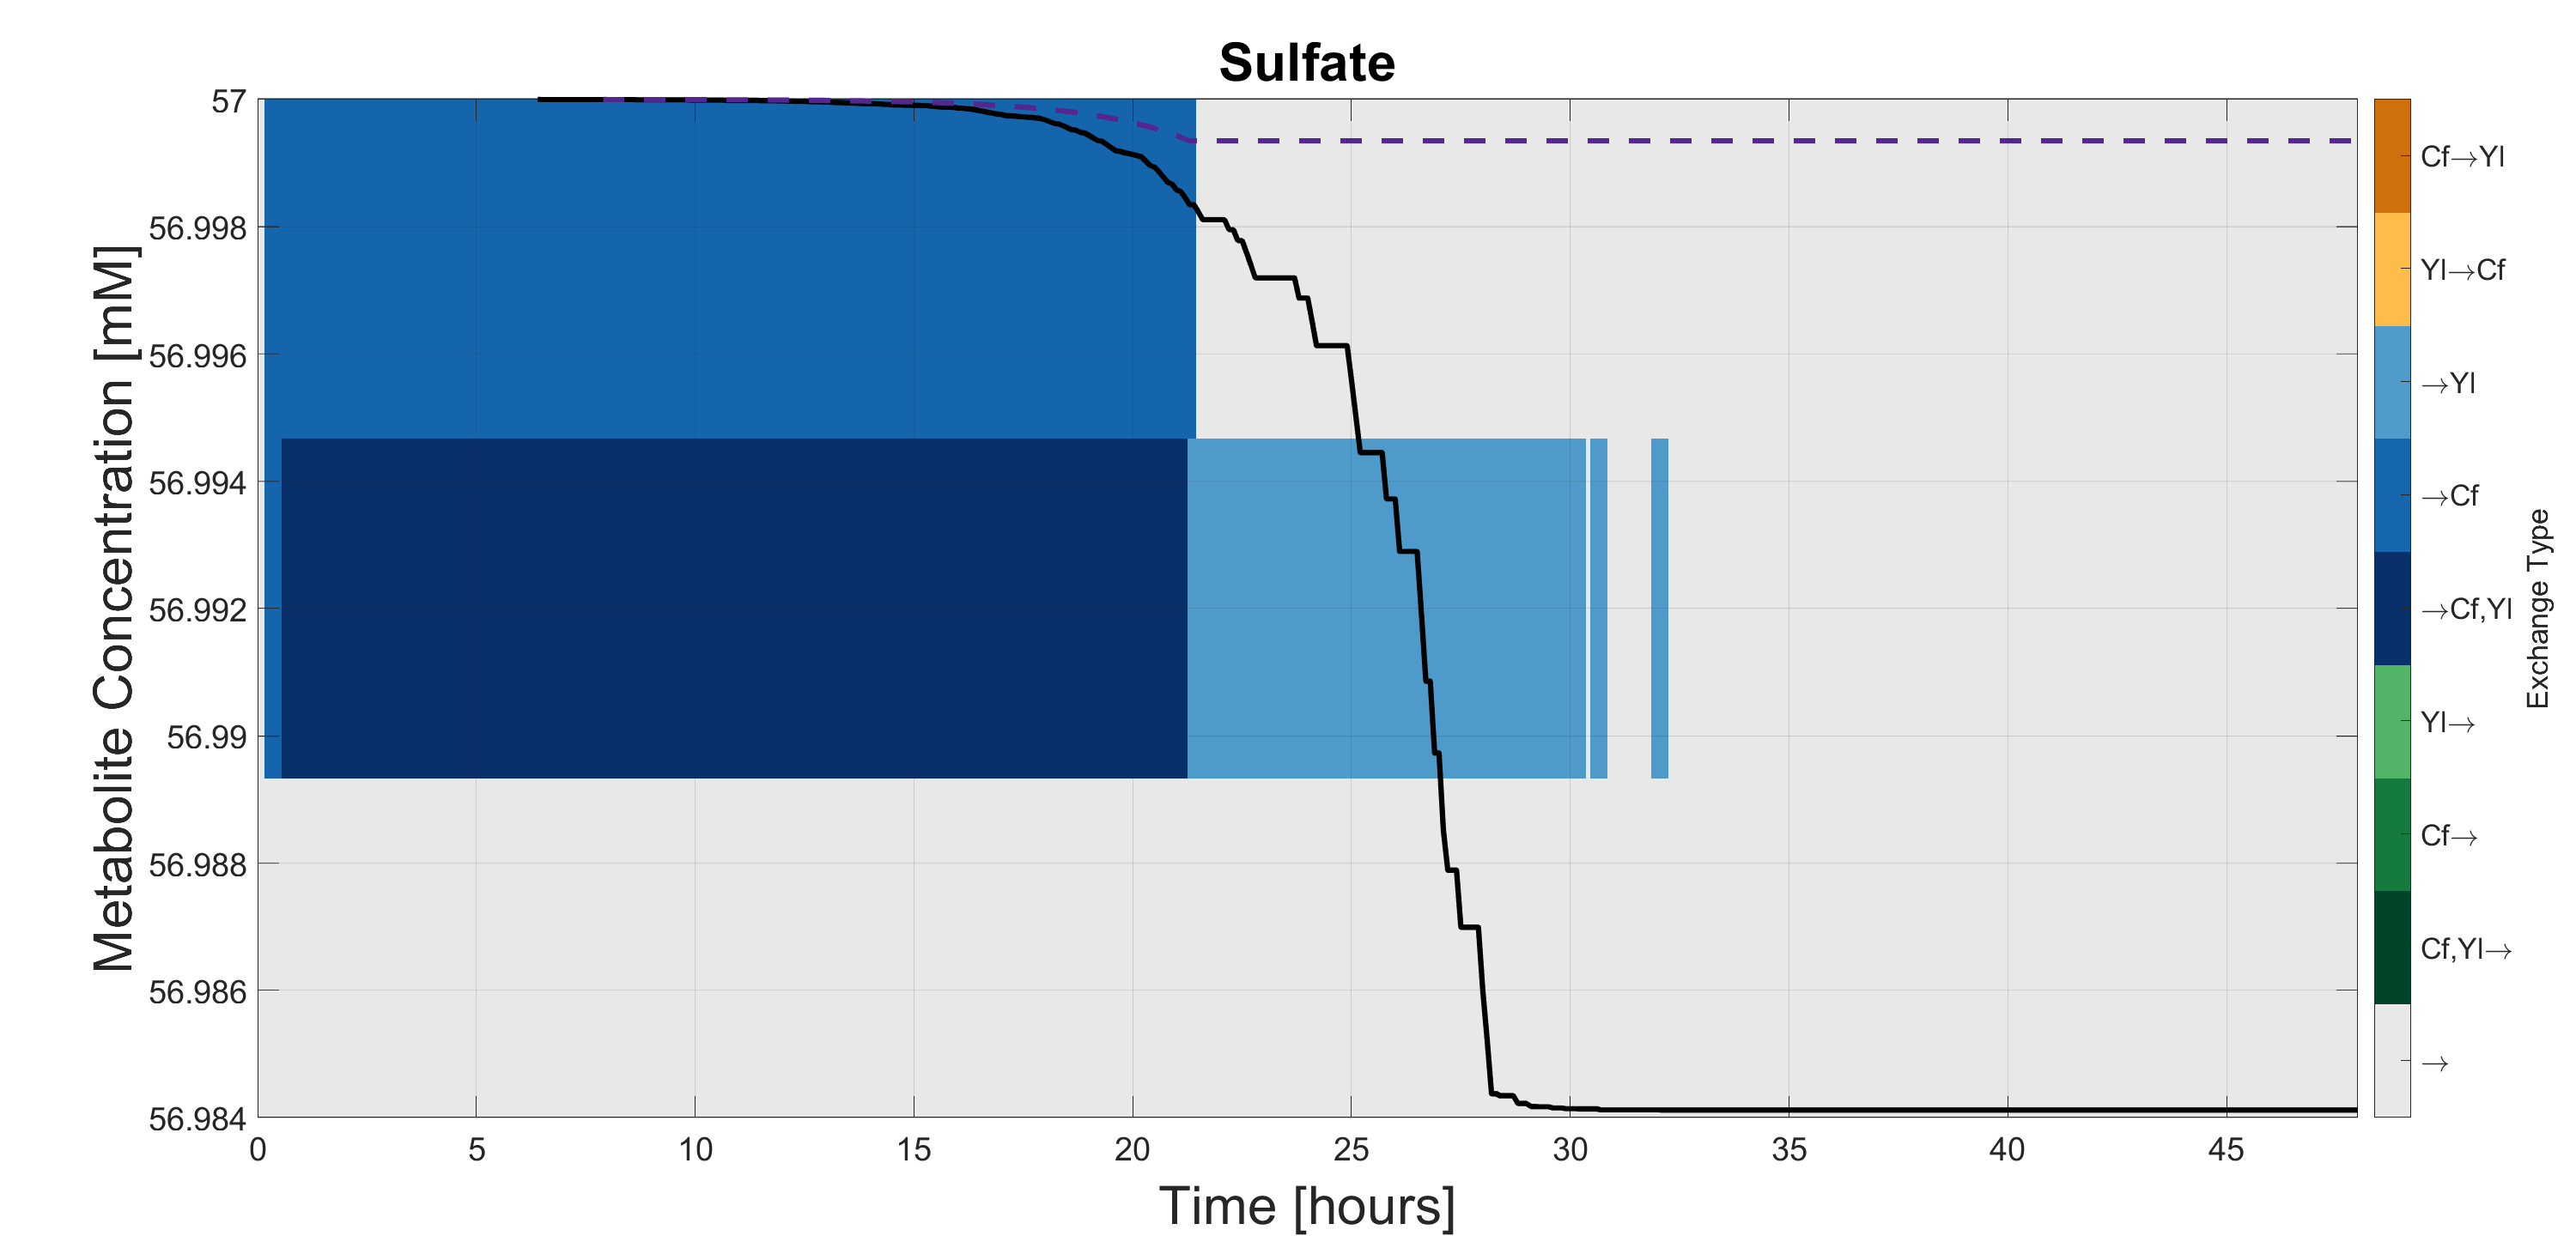 Sulfate
Metabolite Concentration [mM]
57
56.998
56.996
56.994
56.992
56.99
56.988
56.986
56.984
0 5 10 15 20 25 30 35 40 45
Time [hours]
Cf→Yl
Yl→Cf
→Yl
→Cf
→Cf,Yl
Yl→
Cf→
Cf,Yl→
→
Exchange Type